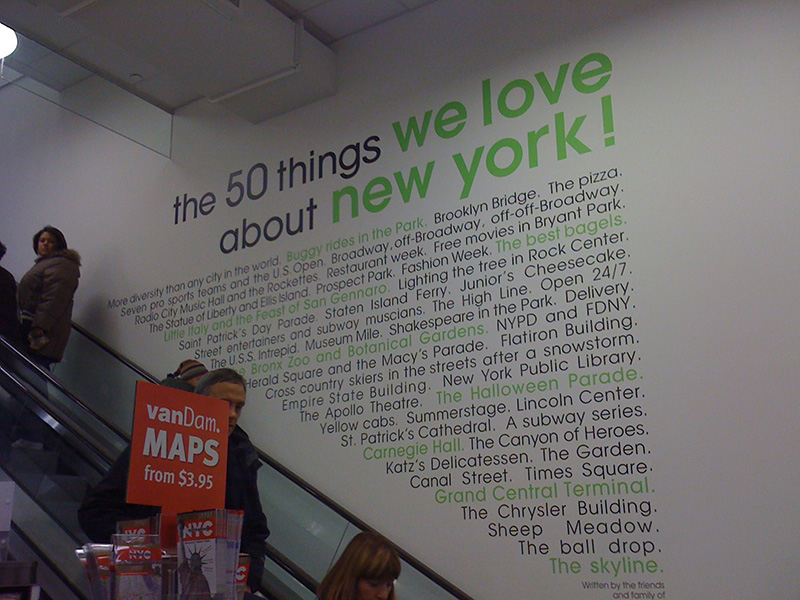 the 50 things we love
about new york!
More diversity than any city in the world. Buggy rides in the Park. Brooklyn Bridge. The pizza.
Seven pro sports teams and the U.S. Open. Broadway, off-Broadway, off-off-Broadway.
Radio City Music Hall and the Rockettes. Restaurant week. Free movies in Bryant Park.
The Statue of Liberty and Ellis Island. Prospect Park. Fashion Week. The best bagels.
Little Italy and the Feast of San Gennaro. Lighting the tree in Rock Center.
Saint Patrick's Day Parade. Staten Island Ferry. Junior's Cheesecake.
Street entertainers and subway muscians. The High Line. Open 24/7.
The U.S.S. Intrepid. Museum Mile. Shakespeare in the Park. Delivery.
Bronx Zoo and Botanical Gardens. NYPD and FDNY.
Herald Square and the Macy's Parade. Flatiron Building.
Cross country skiers in the streets after a snowstorm.
Empire State Building. New York Public Library.
The Apollo Theatre. The Halloween Parade.
Yellow cabs. Summerstage. Lincoln Center.
St. Patrick's Cathedral. A subway series.
Carnegie Hall. The Canyon of Heroes.
Katz's Delicatessen. The Garden.
Canal Street. Times Square.
Grand Central Terminal.
The Chrysler Building.
Sheep Meadow.
The ball drop.
The skyline.
Written by the friends
and family of
vanDam.
MAPS
from $3.95
NYC
NYC
NYC